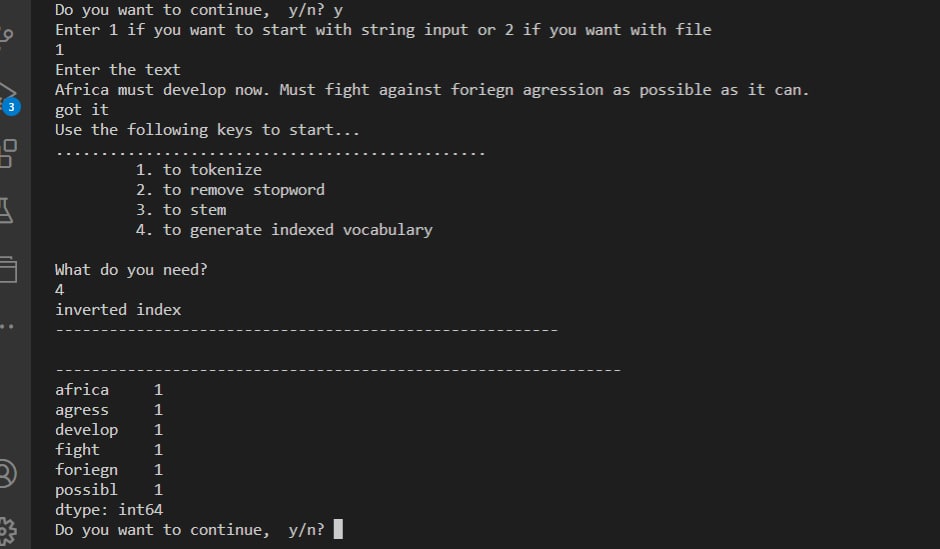 Do you want to continue,  y/n? y
Enter 1 if you want to start with string input or 2 if you want with file
1
Enter the text
Africa must develop now. Must fight against foriegn agression as possible as it can.
got it
Use the following keys to start...
................................................
1. to tokenize
2. to remove stopword
3. to stem
4. to generate indexed vocabulary
What do you need?
4
inverted index
--------------------------------------------------------
---------------------------------------------------------------
africa     1
agress     1
develop    1
fight      1
foriegn    1
possibl    1
dtype: int64
Do you want to continue,  y/n?
3